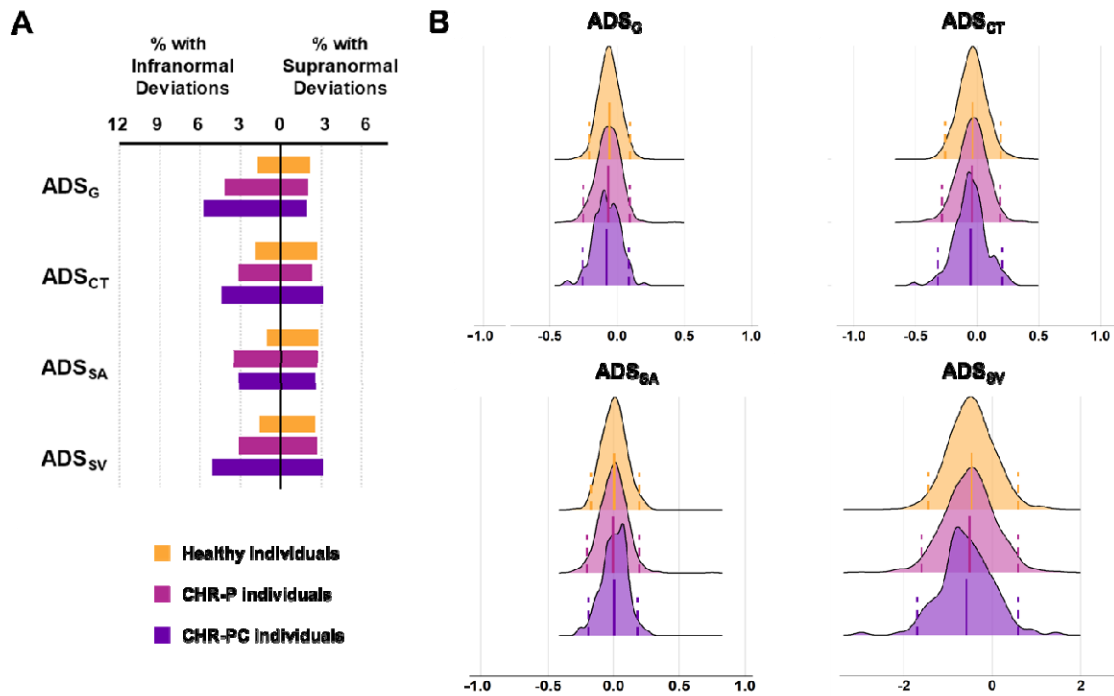 A
% with
Infranormal
Deviations
% with
Supranormal
Deviations
12 9 6 3 0 3 6
ADSG
ADSCT
ADSSA
ADSSV
Healthy individuals
CHR-P individuals
CHR-PC individuals
B
ADSG
ADSCT
-1.0 -0.5 0.0 0.5 1.0
-1.0 -0.5 0.0 0.5 1.0
ADSSA
ADSSV
-1.0 -0.5 0.0 0.5 1.0
-2 0 2